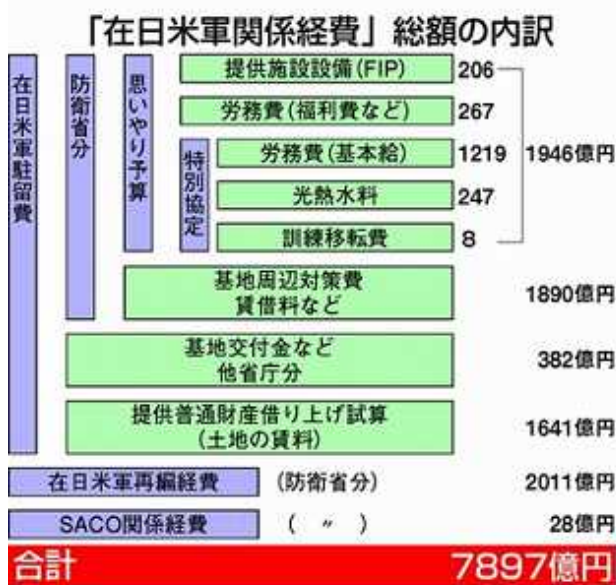 「在日米軍関係経費」総額の内訳
在日米軍駐留費
防衛省分
思いやり予算
提供施設設備(FIP) 206
労務費(福利費など) 267
特別協定
労務費(基本給) 1219
光熱水料 247
訓練移転費 8
1946億円
基地周辺対策費
賃借料など
1890億円
基地交付金など
他省庁分
382億円
提供普通財産借り上げ試算
(土地の賃料)
1641億円
在日米軍再編経費 (防衛省分) 2011億円
SACO関係経費 ( 〃 ) 28億円
合計 7897億円